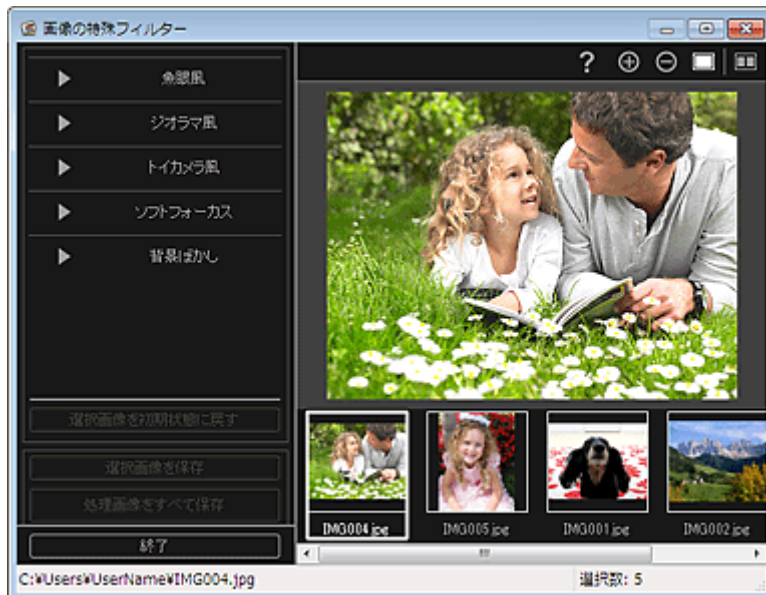 画像の特殊フィルター
魚眼風
ジオラマ風
トイカメラ風
ソフトフォーカス
背景ぼかし
選択画像を初期状態に戻す
選択画像を保存
処理画像をすべて保存
終了
?
IMG004.jpg
IMG005.jpg
IMG001.jpg
IMG002.jpg
C:¥Users¥UserName¥IMG004.jpg
選択数: 5